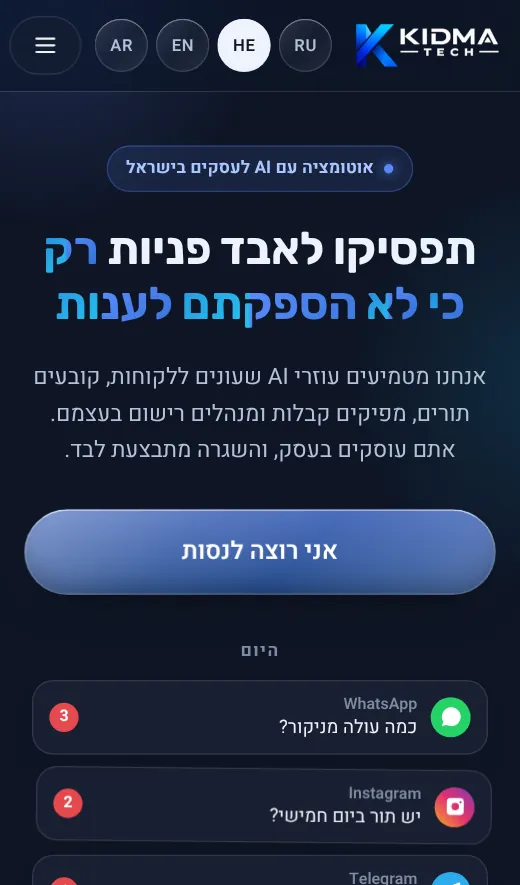 KIDMA
TECH
RU
HE
EN
AR
אוטומציה עם AI לעסקים בישראל
תפסיקו לאבד פניות רק
כי לא הספקתם לענות
אנחנו מטמיעים עוזרי AI שעונים ללקוחות, קובעים
תורים, מפיקים קבלות ומנהלים רישום בעצמם.
אתם עוסקים בעסק, והשגרה מתבצעת לבד.
אני רוצה לנסות
היום
WhatsApp
כמה עולה מניקור?
3
Instagram
יש תור ביום חמישי?
2
Telegram